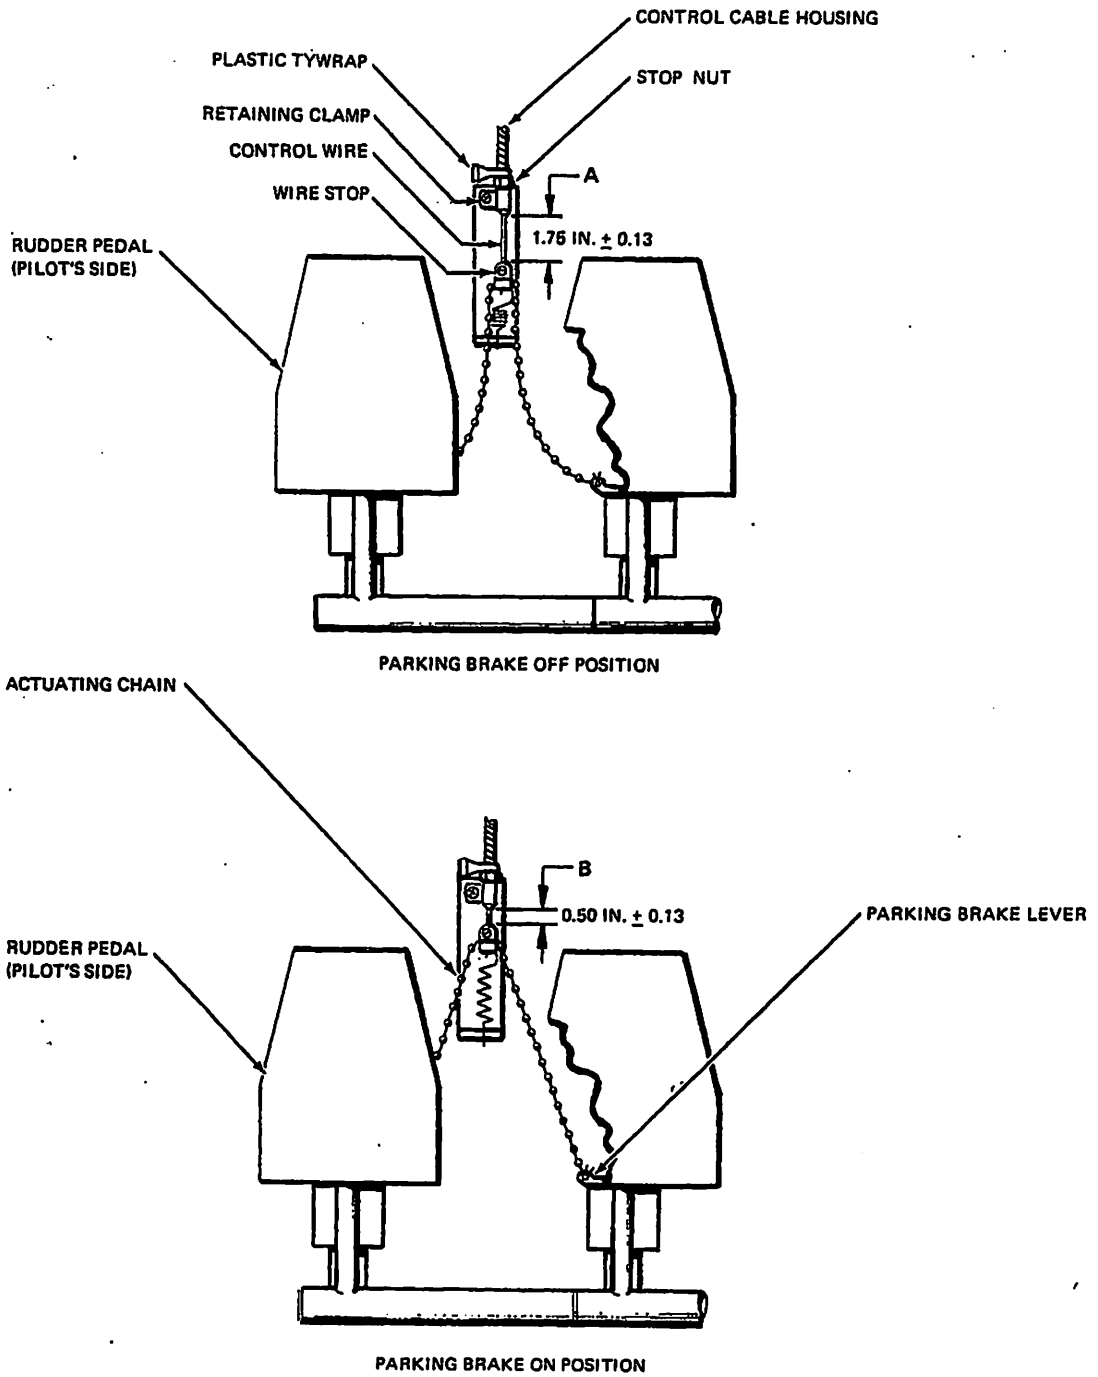 CONTROL CABLE HOUSING
PLASTIC TYWRAP
STOP NUT
RETAINING CLAMP
CONTROL WIRE
A
WIRE STOP
1.75 IN. ± 0.13
RUDDER PEDAL
(PILOT'S SIDE)
PARKING BRAKE OFF POSITION
ACTUATING CHAIN
B
0.50 IN. ± 0.13
PARKING BRAKE LEVER
RUDDER PEDAL
(PILOT'S SIDE)
PARKING BRAKE ON POSITION